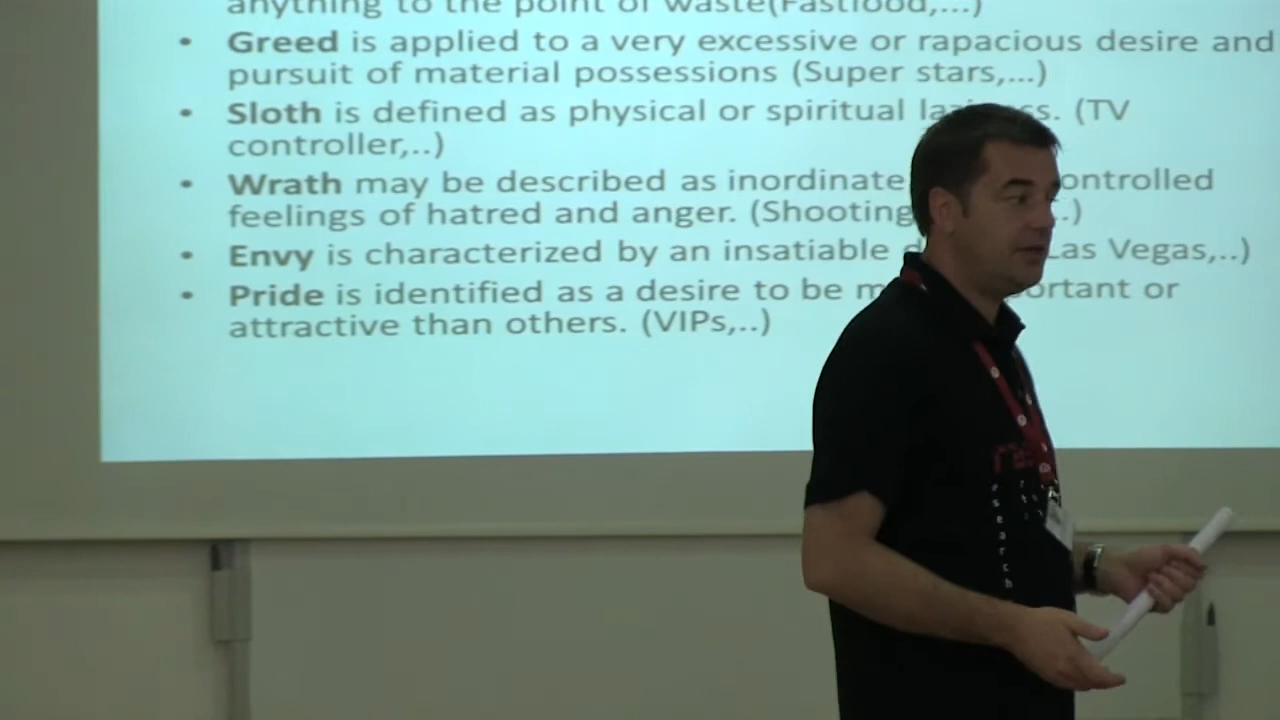 anything to the point of waste(Fastfood,...)
• Greed is applied to a very excessive or rapacious desire and
pursuit of material possessions (Super stars,...)
• Sloth is defined as physical or spiritual laziness. (TV
controller,..)
• Wrath may be described as inordinate ontrolled
feelings of hatred and anger. (Shooting .)
• Envy is characterized by an insatiable Las Vegas,..)
• Pride is identified as a desire to be ortant or
attractive than others. (VIPs,..)
search